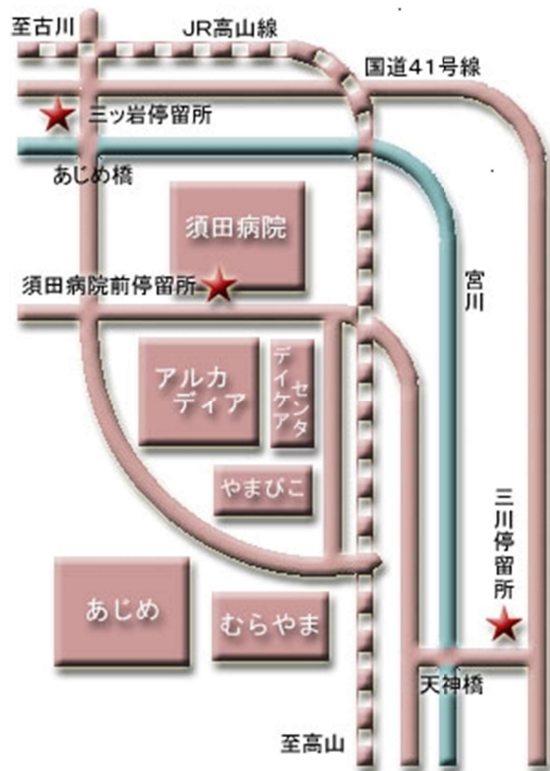 至古川
JR高山線
国道41号線
三ッ岩停留所
あじめ橋
須田病院
宮川
須田病院前停留所
アルカ
ディア
デイケア
センタ
やまびこ
三川停留所
あじめ
むらやま
天神橋
至高山